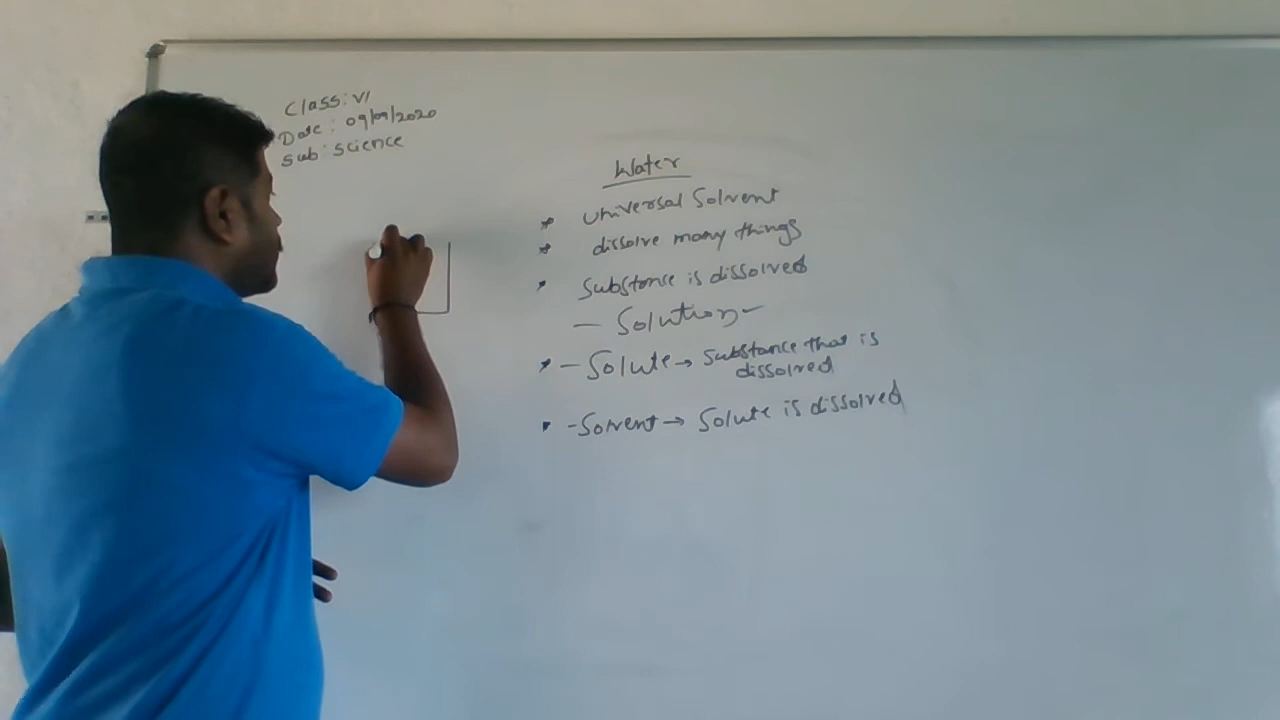 Class: VI
Date: 09/09/2020
Sub: Science
Water
* Universal Solvent
* dissolve many things
* Substance is dissolved
- Solution -
* - Solute → Substance that is
dissolved
* - Solvent → Solute is dissolved